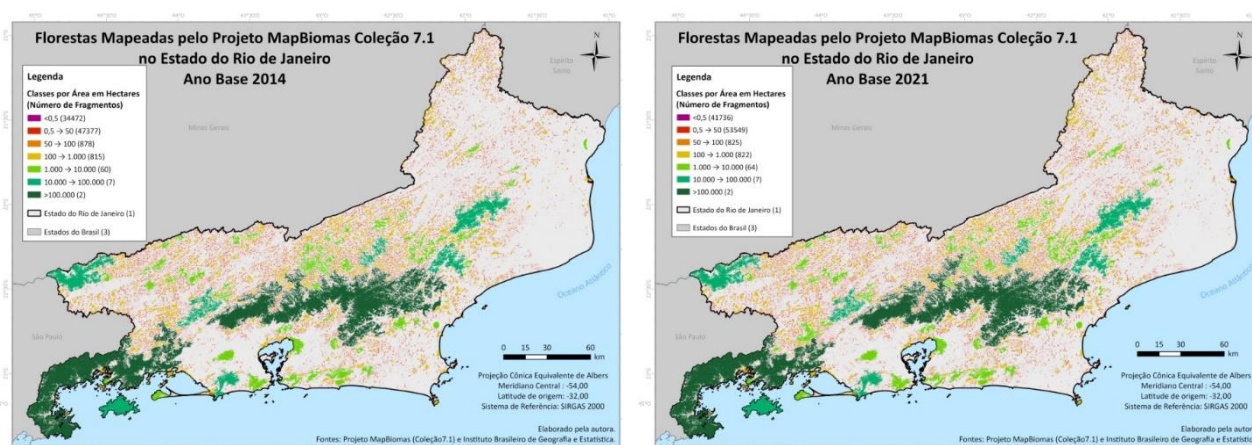 Florestas Mapeadas pelo Projeto MapBiomas Coleção 7.1
no Estado do Rio de Janeiro
Ano Base 2014
N
Espírito
Santo
Legenda
Classes por Área em Hectares
(Número de Fragmentos)
<0,5 (34472)
0,5 → 50 (47377)
50 → 100 (878)
100 → 1.000 (815)
1.000 → 10.000 (60)
10.000 → 100.000 (7)
>100.000 (2)
Estado do Rio de Janeiro (1)
Estados do Brasil (3)
Minas Gerais
São Paulo
Oceano Atlântico
0 15 30 60
km
Projeção Cônica Equivalente de Albers
Meridiano Central : -54,00
Latitude de origem: -32,00
Sistema de Referência: SIRGAS 2000
Elaborado pela autora.
Fontes: Projeto MapBiomas (Coleção7.1) e Instituto Brasileiro de Geografia e Estatística.
Florestas Mapeadas pelo Projeto MapBiomas Coleção 7.1
no Estado do Rio de Janeiro
Ano Base 2021
N
Espírito
Santo
Legenda
Classes por Área em Hectares
(Número de Fragmentos)
<0,5 (41736)
0,5 → 50 (53549)
50 → 100 (825)
100 → 1.000 (822)
1.000 → 10.000 (64)
10.000 → 100.000 (7)
>100.000 (2)
Estado do Rio de Janeiro (1)
Estados do Brasil (3)
Minas Gerais
São Paulo
Oceano Atlântico
0 15 30 60
km
Projeção Cônica Equivalente de Albers
Meridiano Central : -54,00
Latitude de origem: -32,00
Sistema de Referência: SIRGAS 2000
Elaborado pela autora.
Fontes: Projeto MapBiomas (Coleção7.1) e Instituto Brasileiro de Geografia e Estatística.